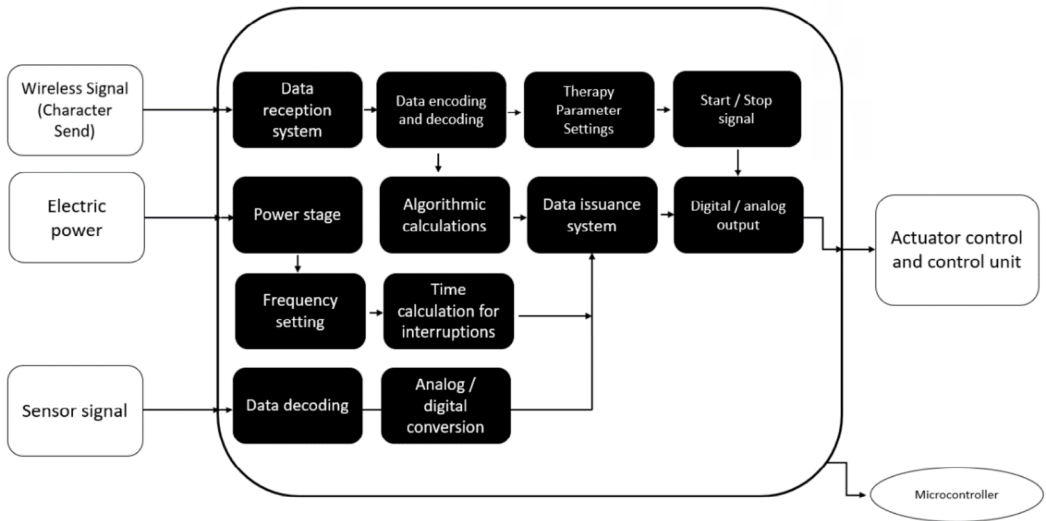 Wireless Signal
(Character
Send)
Data
reception
system
Data encoding
and decoding
Therapy
Parameter
Settings
Start / Stop
signal
Electric
power
Power stage
Algorithmic
calculations
Data issuance
system
Digital / analog
output
Actuator control
and control unit
Frequency
setting
Time
calculation for
interruptions
Sensor signal
Data decoding
Analog /
digital
conversion
Microcontroller